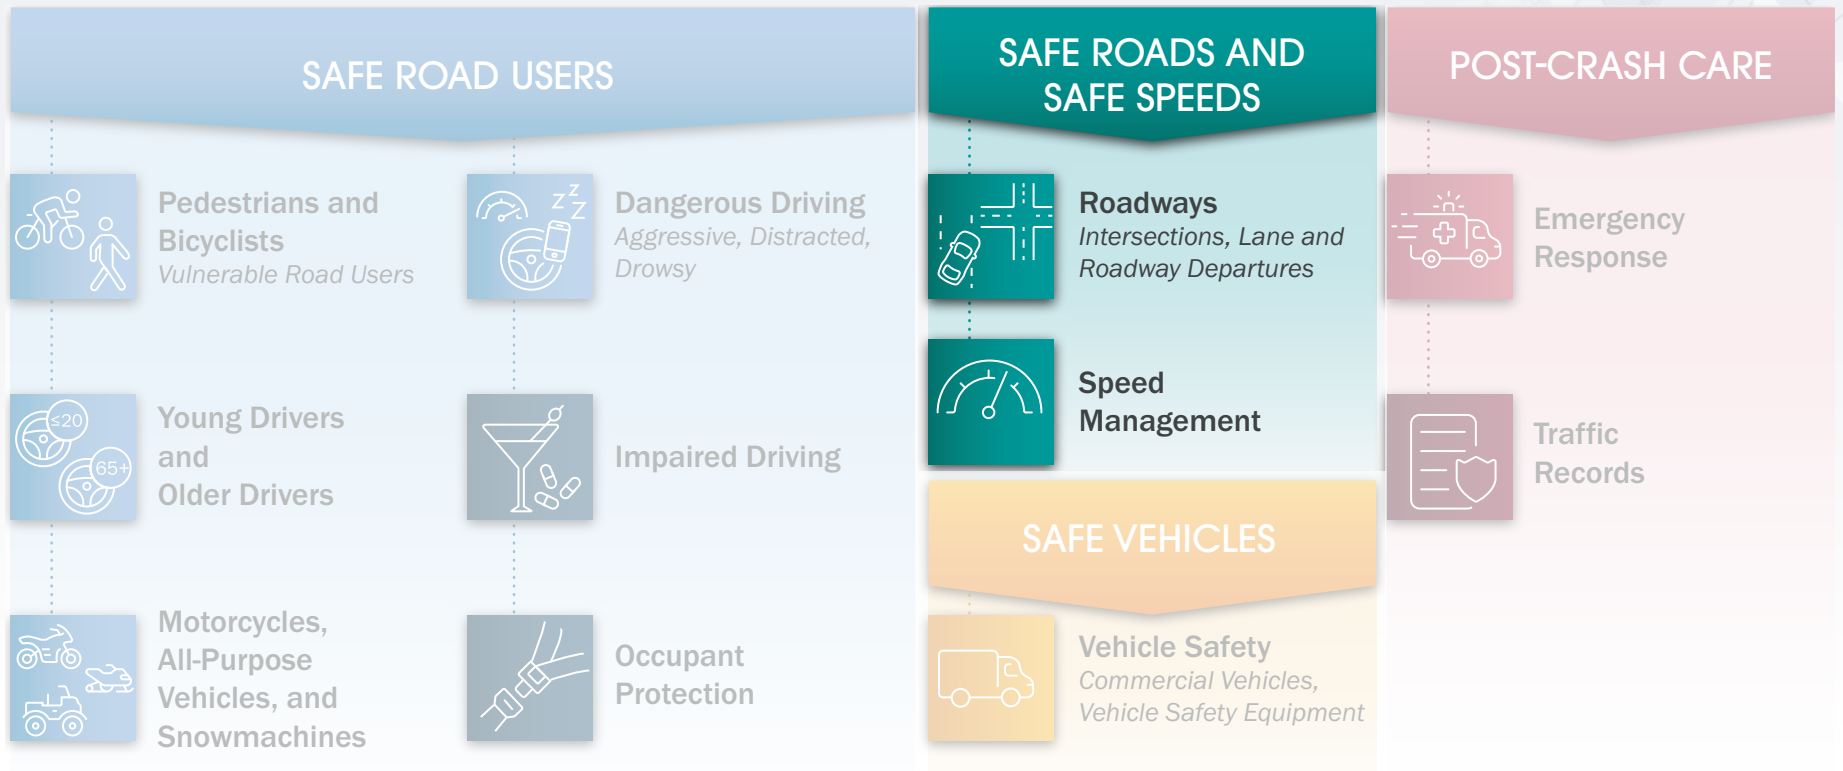 SAFE ROAD USERS
Pedestrians and
Bicyclists
Vulnerable Road Users
≤20
65+
Young Drivers
and
Older Drivers
Motorcycles,
All-Purpose
Vehicles, and
Snowmachines
zzz
Dangerous Driving
Aggressive, Distracted,
Drowsy
Impaired Driving
Occupant
Protection
SAFE ROADS AND
SAFE SPEEDS
Roadways
Intersections, Lane and
Roadway Departures
Speed
Management
SAFE VEHICLES
Vehicle Safety
Commercial Vehicles,
Vehicle Safety Equipment
POST-CRASH CARE
Emergency
Response
Traffic
Records